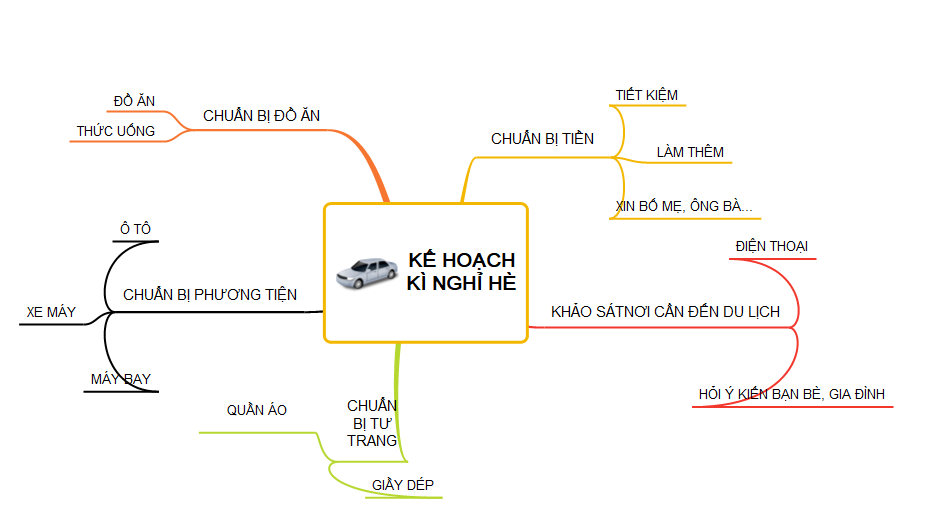 TIẾT KIỆM
ĐỒ ĂN
CHUẨN BỊ ĐỒ ĂN
THỨC UỐNG
CHUẨN BỊ TIỀN
LÀM THÊM
XIN BỐ MẸ, ÔNG BÀ...
Ô TÔ
ĐIỆN THOẠI
KẾ HOẠCH
KÌ NGHỈ HÈ
CHUẨN BỊ PHƯƠNG TIỆN
XE MÁY
KHẢO SÁTNƠI CẦN ĐẾN DU LỊCH
MÁY BAY
HỎI Ý KIẾN BẠN BÈ, GIA ĐÌNH
QUẦN ÁO
CHUẨN
BỊ TƯ
TRANG
GIẦY DÉP